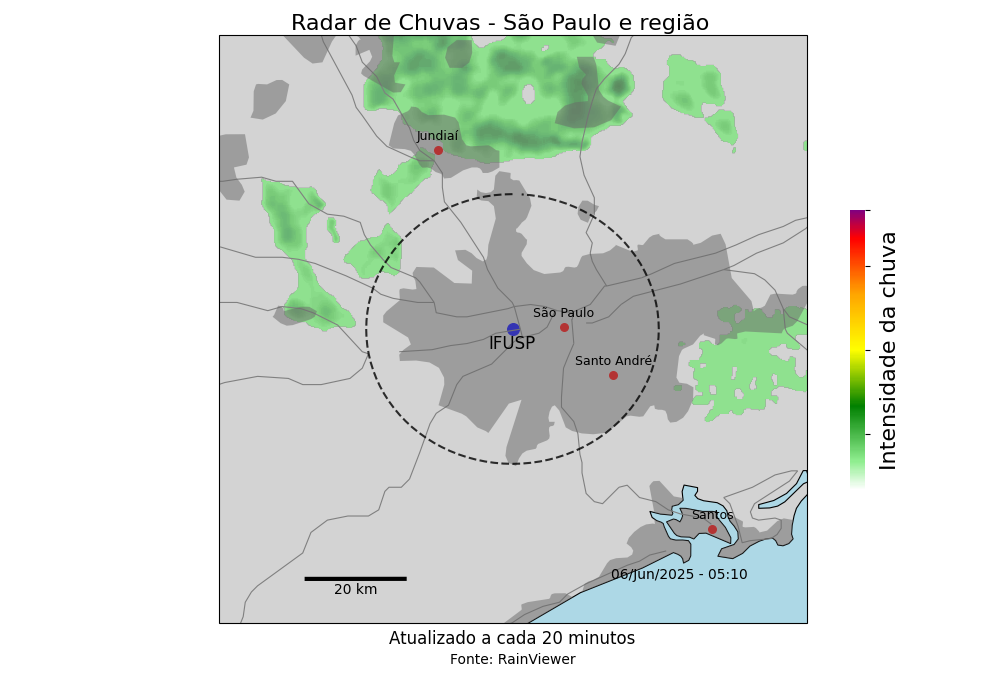 Radar de Chuvas - São Paulo e região
Jundiaí
São Paulo
IFUSP
Santo André
Intensidade da chuva
Santos
06/Jun/2025 - 05:10
20 km
Atualizado a cada 20 minutos
Fonte: RainViewer